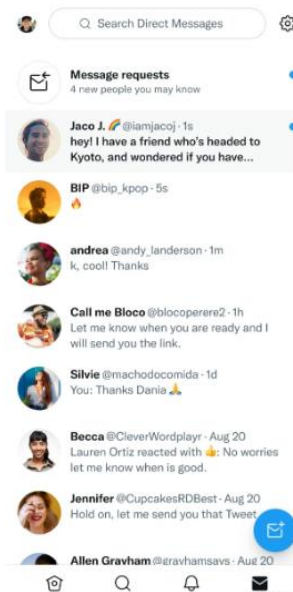 Search Direct Messages
Message requests
4 new people you may know
Jaco J. 🌈 @iamjacoj · 1s
hey! I have a friend who's headed to
Kyoto, and wondered if you have...
BIP @bip_kpop · 5s
🔥
andrea @andy_landerson · 1m
k, cool! Thanks
Call me Bloco @blocoperere2 · 1h
Let me know when you are ready and I
will send you the link.
Silvie @machodocomida · 1d
You: Thanks Dania 🙏
Becca @CleverWordplayr · Aug 20
Lauren Ortiz reacted with 👍: No worries
let me know when is good.
Jennifer @CupcakesRDBest · Aug 20
Hold on, let me send you that Tweet
Allen Grayham @grayhamsays · Aug 20